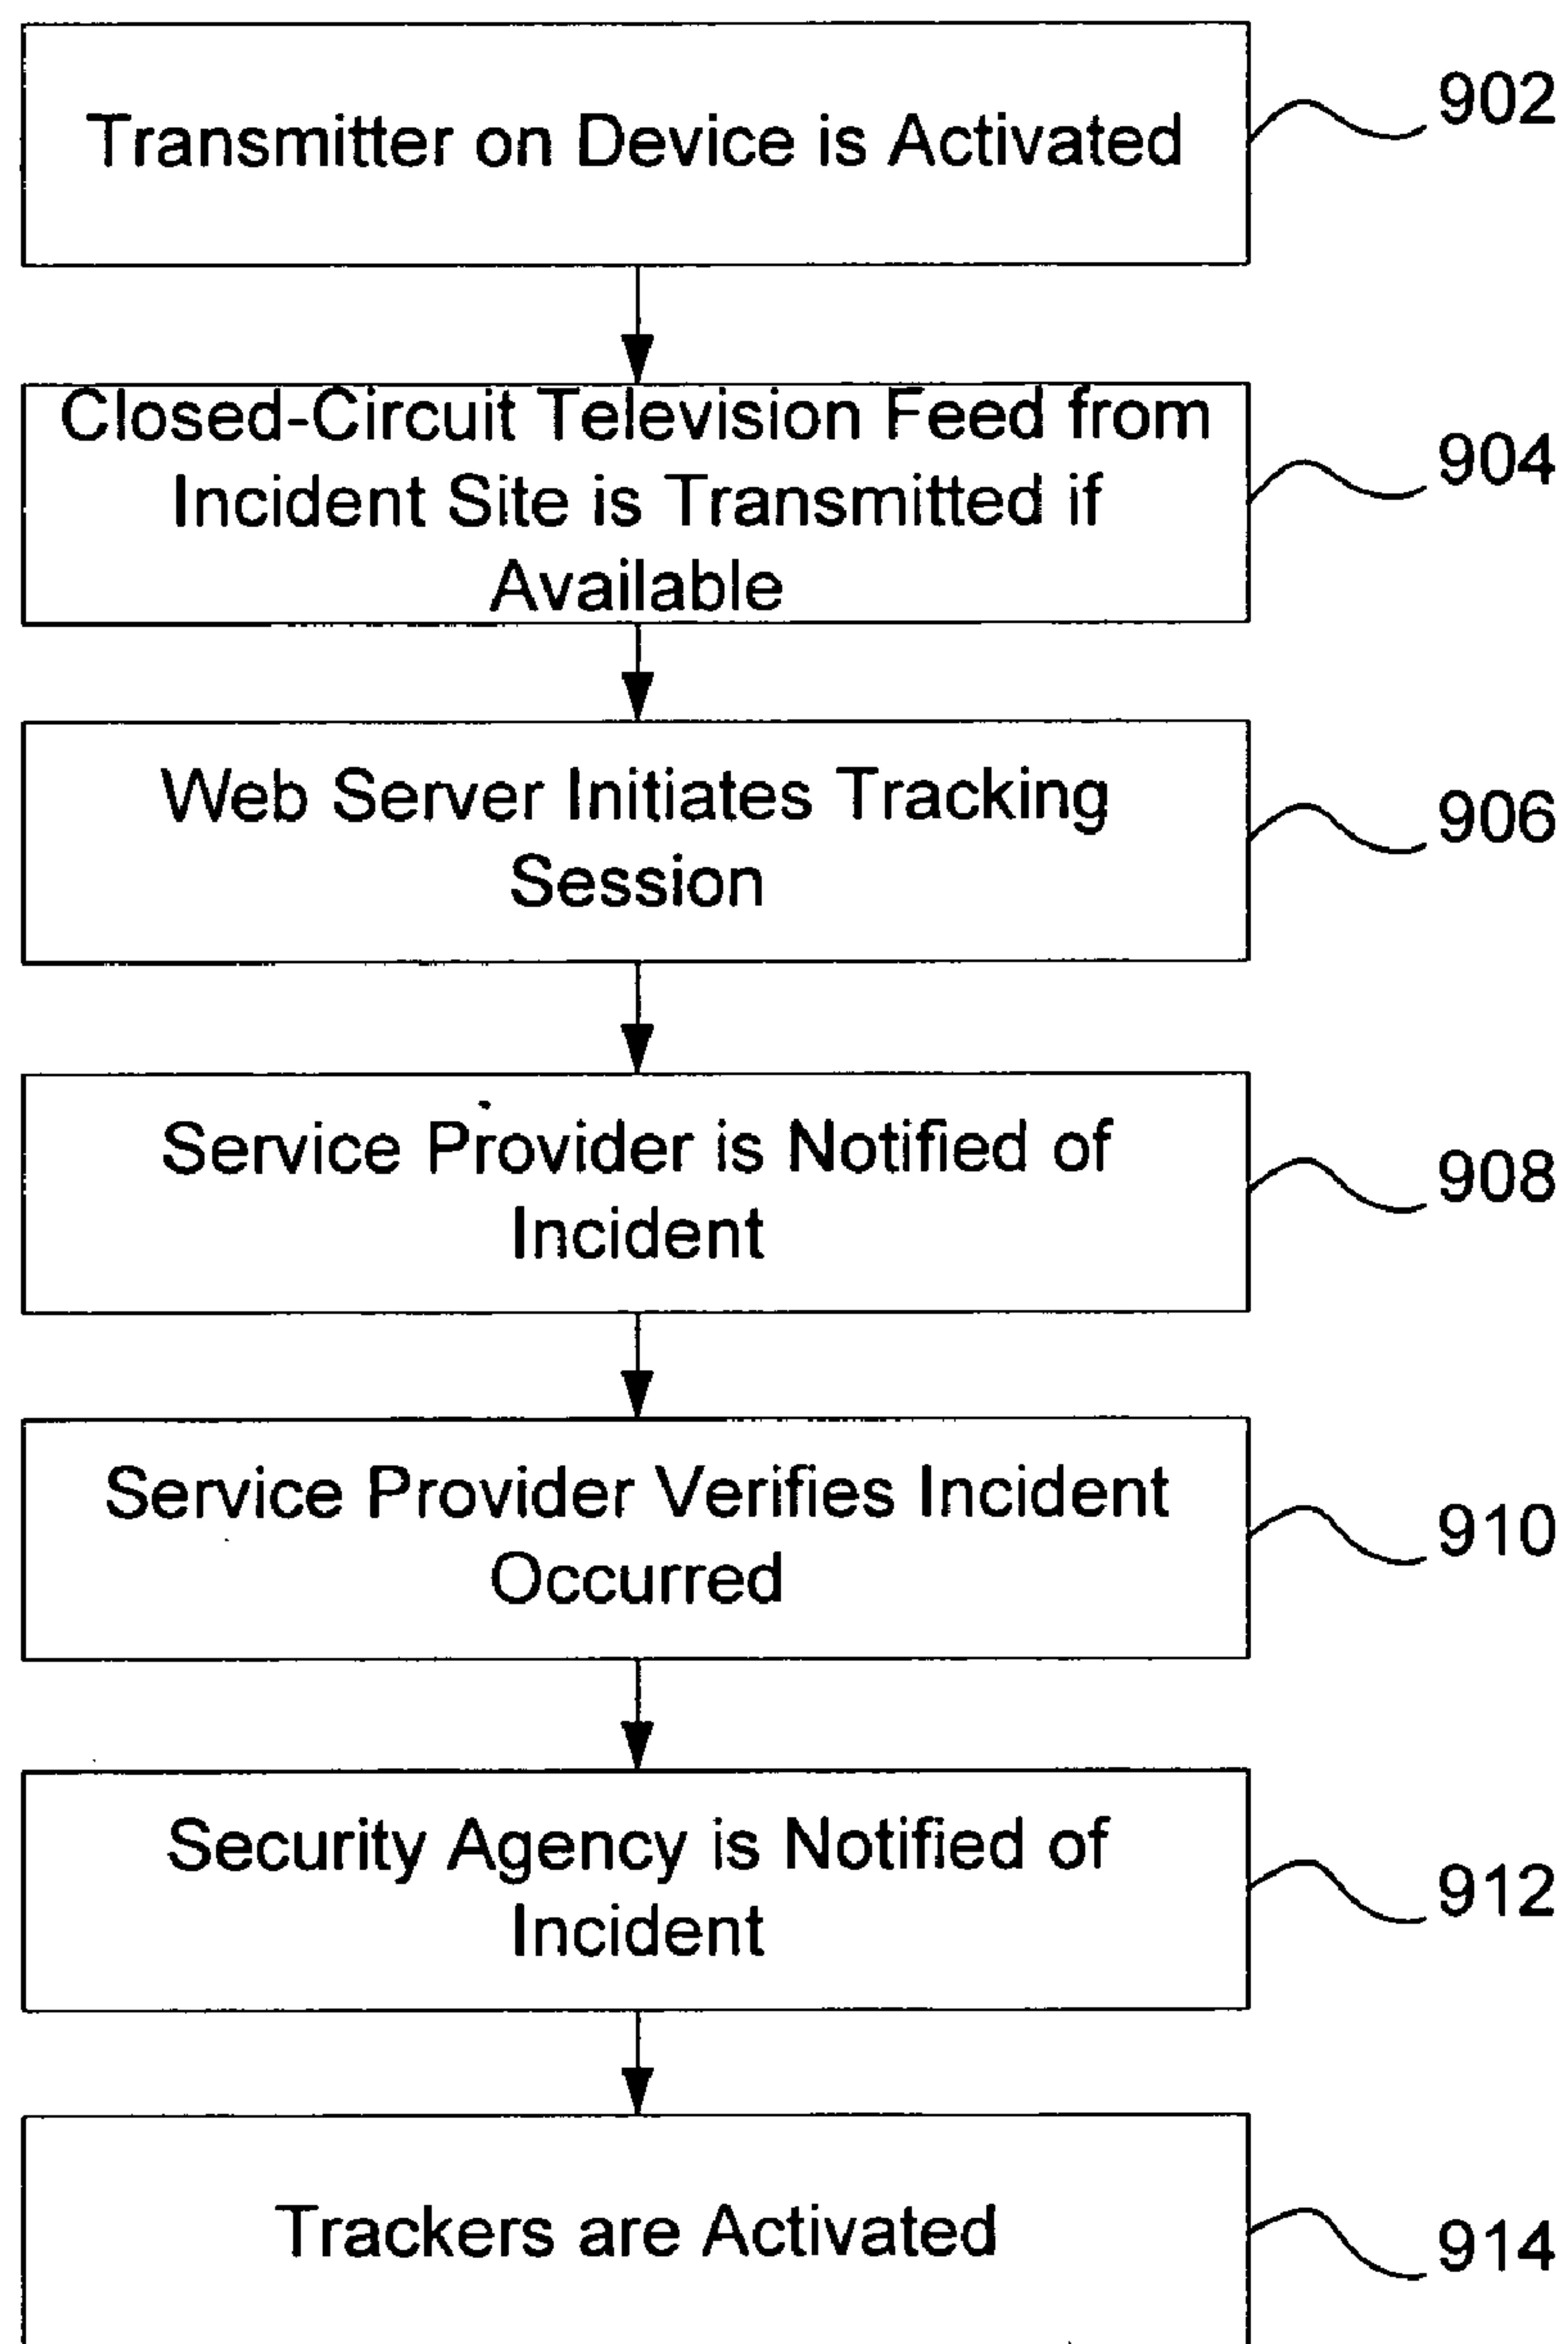 Transmitter on Device is Activated
902
Closed-Circuit Television Feed from
Incident Site is Transmitted if
Available
904
Web Server Initiates Tracking
Session
906
Service Provider is Notified of
Incident
908
Service Provider Verifies Incident
Occurred
910
Security Agency is Notified of
Incident
912
Trackers are Activated
914